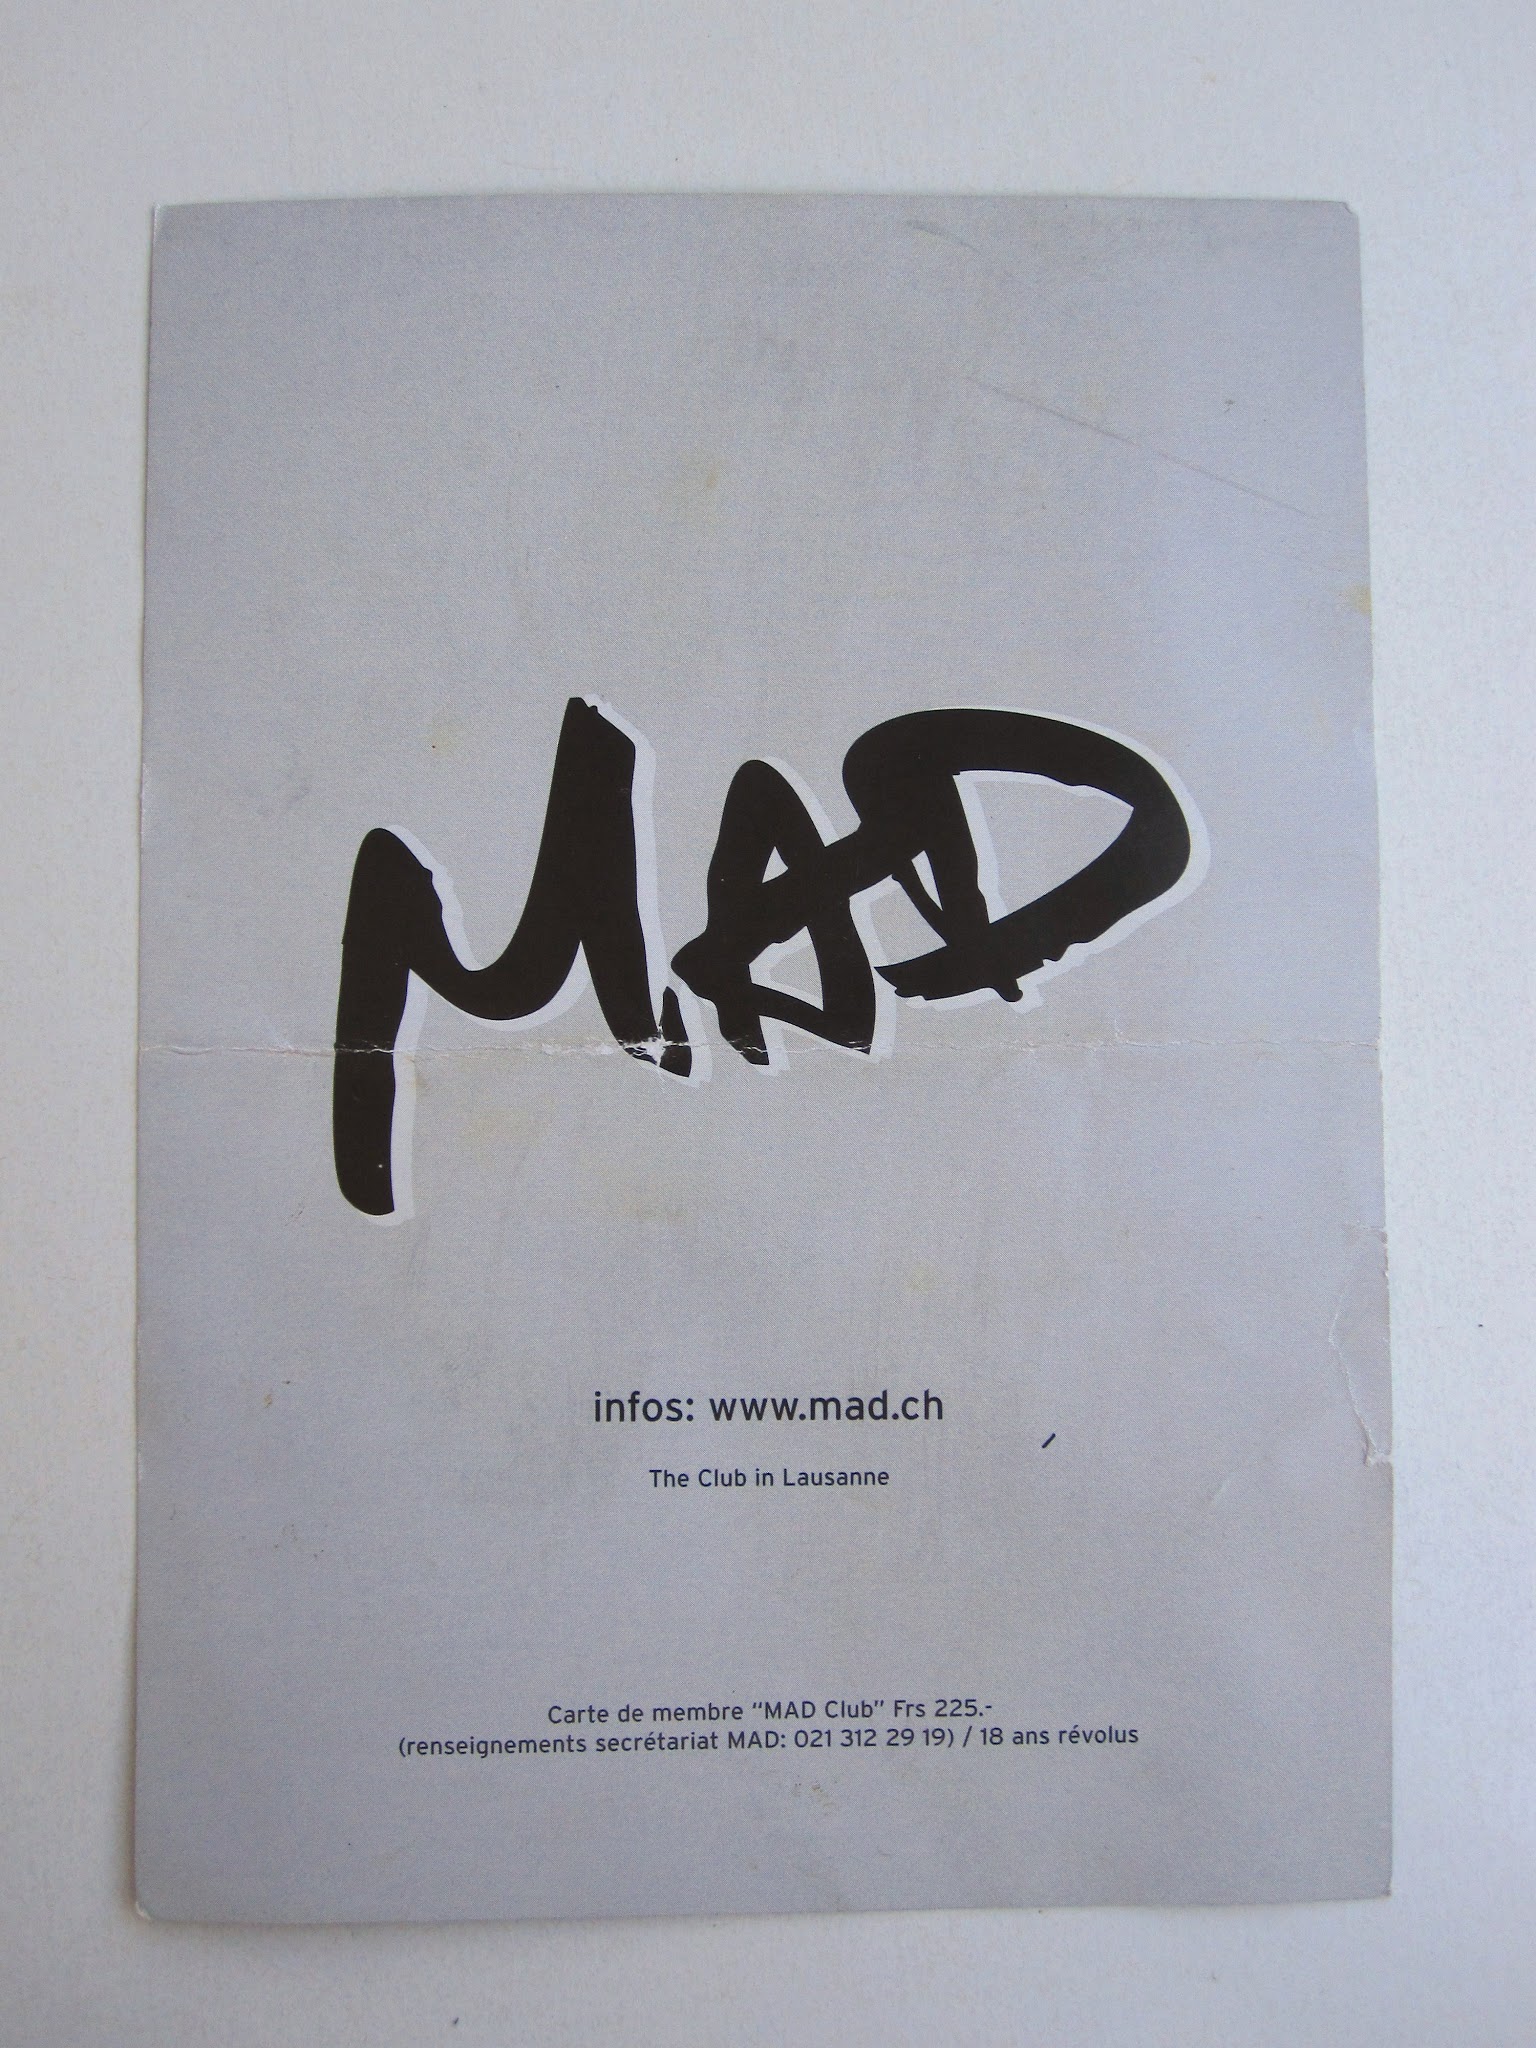 MAD
infos: www.mad.ch
The Club in Lausanne
Carte de membre “MAD Club” Frs 225.-
(renseignements secrétariat MAD: 021 312 29 19) / 18 ans révolus